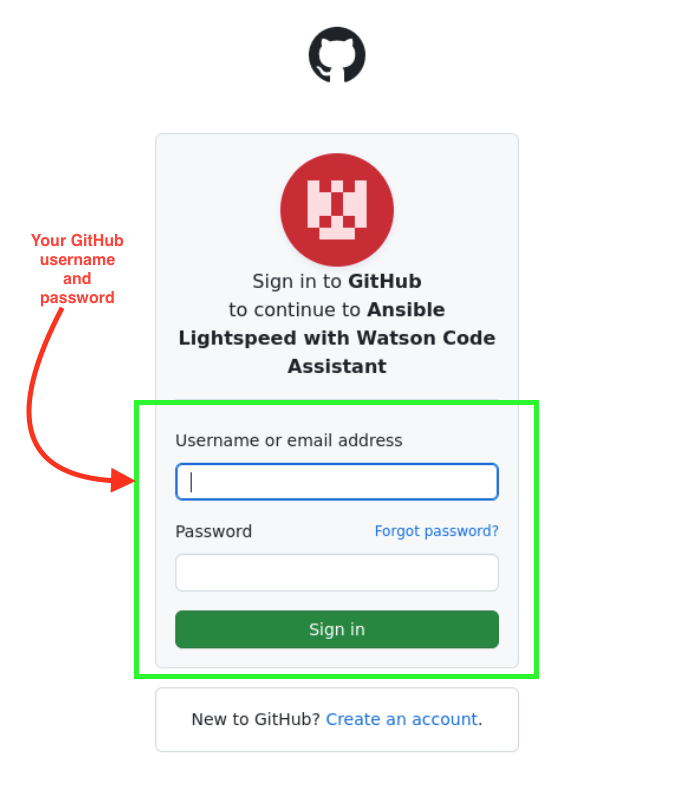 Your GitHub
username
and
password
Sign in to GitHub
to continue to Ansible
Lightspeed with Watson Code
Assistant
Username or email address
Password Forgot password?
Sign in
New to GitHub? Create an account.